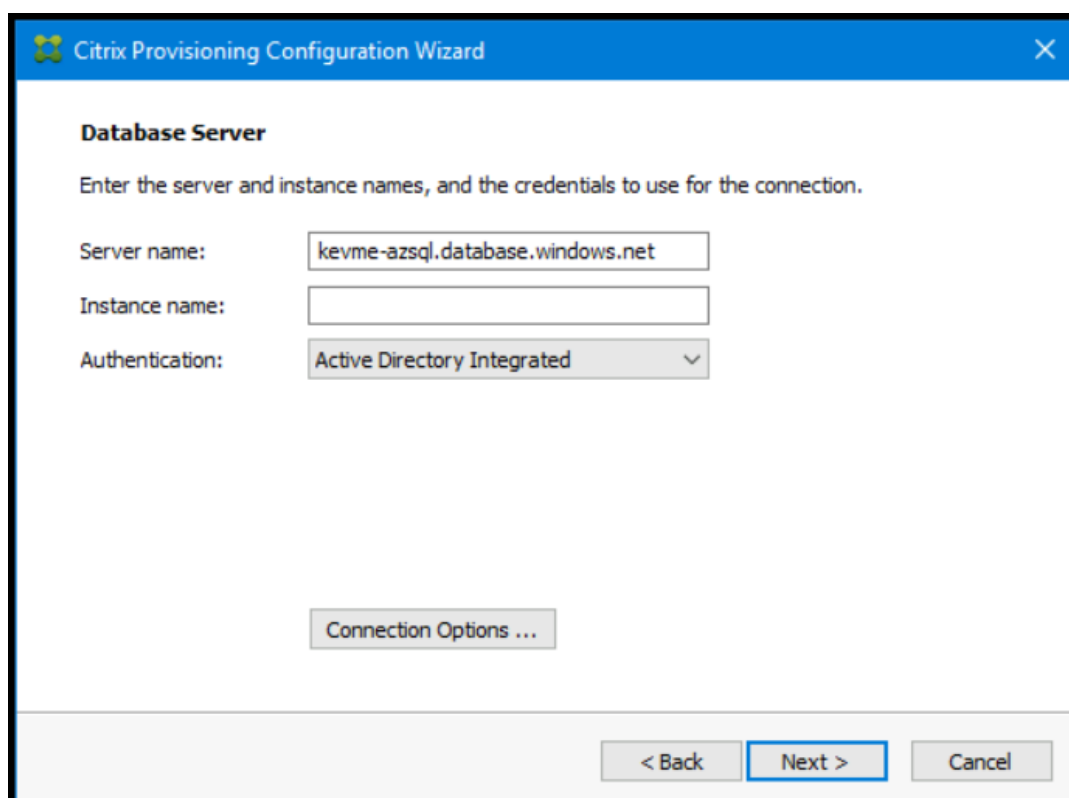 Citrix Provisioning Configuration Wizard
Database Server
Enter the server and instance names, and the credentials to use for the connection.
Server name: kevme-azsql.database.windows.net
Instance name:
Authentication: Active Directory Integrated
Connection Options ...
< Back Next > Cancel